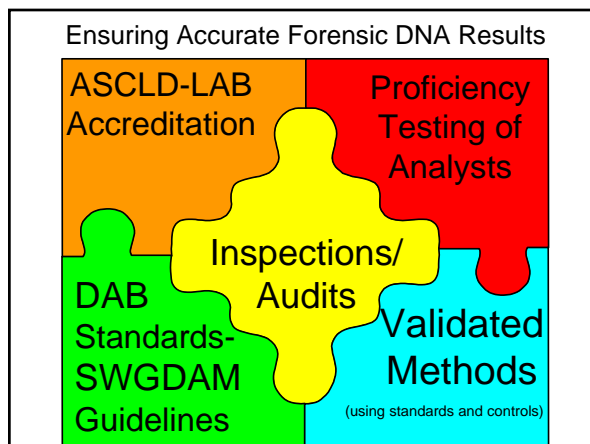 Ensuring Accurate Forensic DNA Results
ASCLD-LAB
Accreditation
Proficiency
Testing of
Analysts
Inspections/
Audits
DAB
Standards-
SWGDAM
Guidelines
Validated
Methods
(using standards and controls)